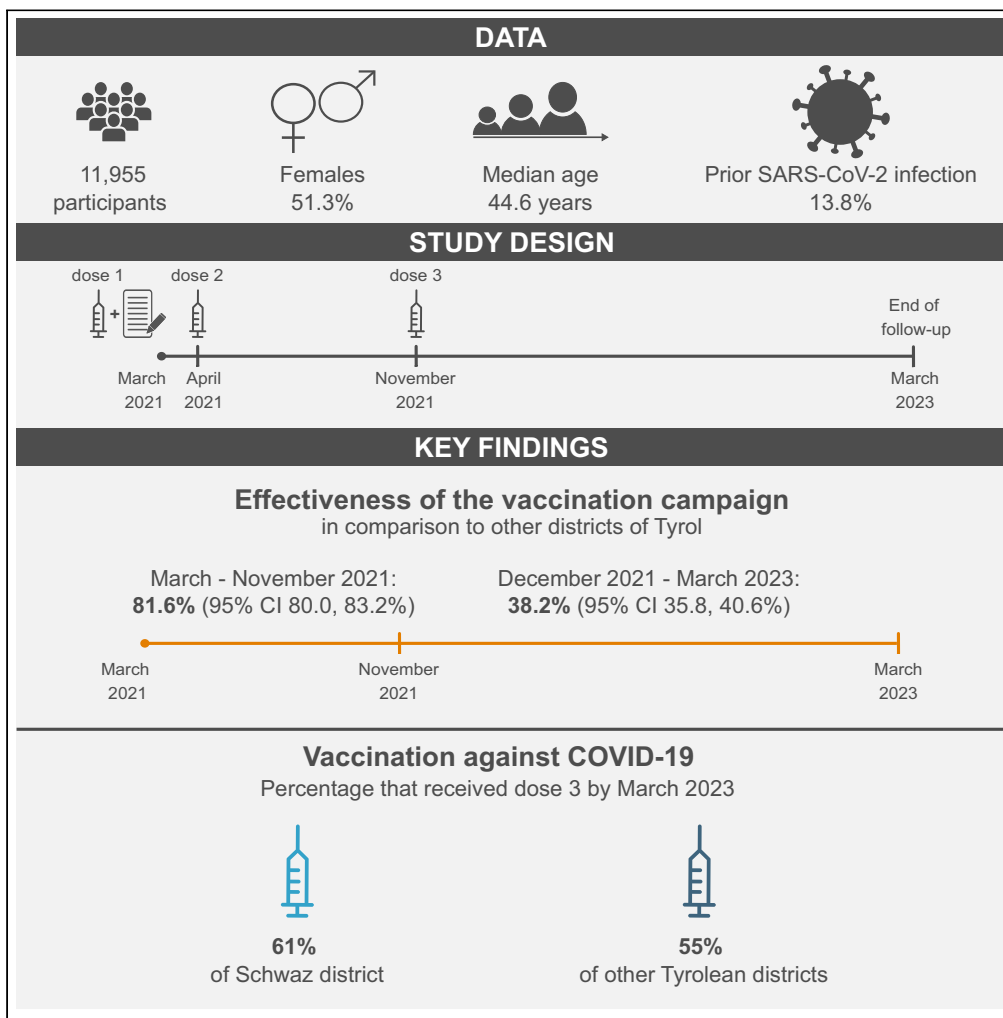 DATA
11,955
participants
Females
51.3%
Median age
44.6 years
Prior SARS-CoV-2 infection
13.8%
STUDY DESIGN
dose 1
+
dose 2
dose 3
End of
follow-up
March
2021
April
2021
November
2021
March
2023
KEY FINDINGS
Effectiveness of the vaccination campaign
in comparison to other districts of Tyrol
March - November 2021:
81.6% (95% CI 80.0, 83.2%)
December 2021 - March 2023:
38.2% (95% CI 35.8, 40.6%)
March
2021
November
2021
March
2023
Vaccination against COVID-19
Percentage that received dose 3 by March 2023
61%
of Schwaz district
55%
of other Tyrolean districts